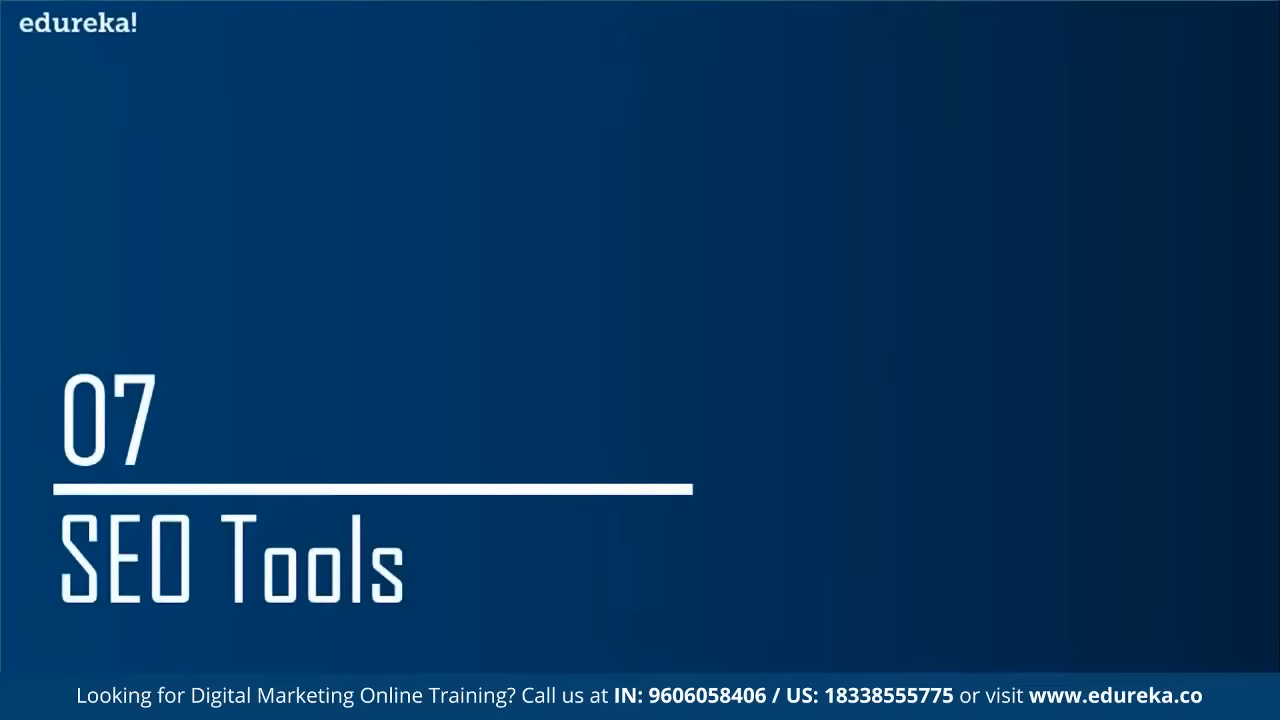 edureka!
07
SEO Tools
Looking for Digital Marketing Online Training? Call us at IN: 9606058406 / US: 18338555775 or visit www.edureka.co